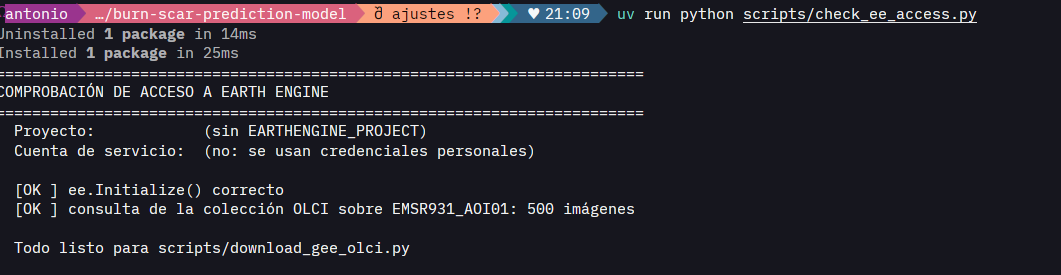 antonio …/burn-scar-prediction-model ajustes !? ♥ 21:09 uv run python scripts/check_ee_access.py
Uninstalled 1 package in 14ms
Installed 1 package in 25ms
========================================================================
COMPROBACIÓN DE ACCESO A EARTH ENGINE
========================================================================
Proyecto: (sin EARTHENGINE_PROJECT)
Cuenta de servicio: (no: se usan credenciales personales)
[OK ] ee.Initialize() correcto
[OK ] consulta de la colección OLCI sobre EMSR931_AOI01: 500 imágenes
Todo listo para scripts/download_gee_olci.py